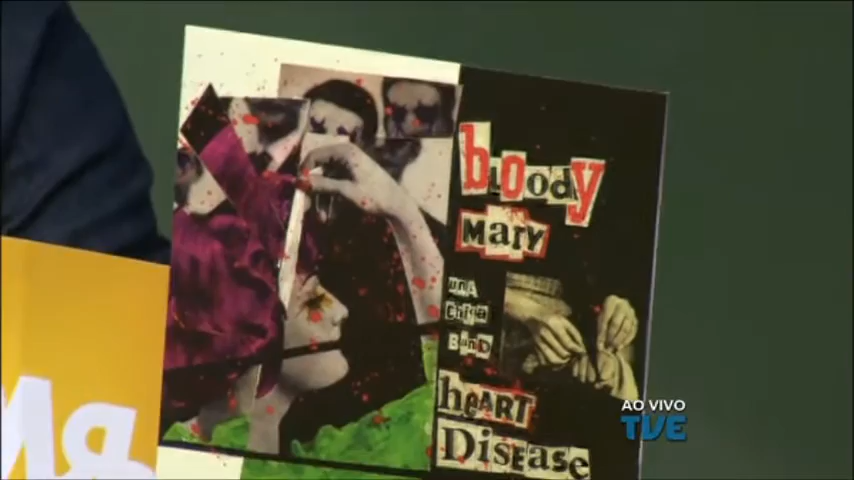 blOOdy
MARY
unA
chica
BanD
heART
Disease
AO VIVO
TVE